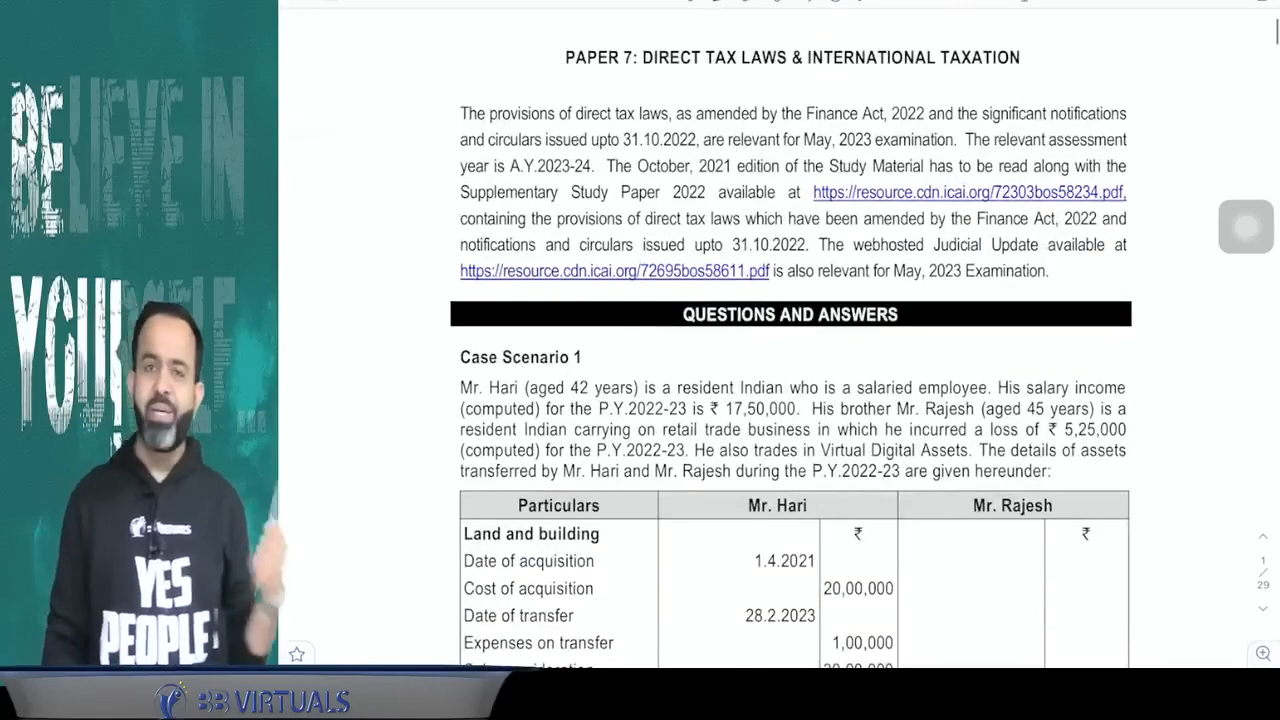 BELIEVE IN
PAPER 7: DIRECT TAX LAWS & INTERNATIONAL TAXATION
The provisions of direct tax laws, as amended by the Finance Act, 2022 and the significant notifications
and circulars issued upto 31.10.2022, are relevant for May, 2023 examination. The relevant assessment
year is A.Y.2023-24. The October, 2021 edition of the Study Material has to be read along with the
Supplementary Study Paper 2022 available at https://resource.cdn.icai.org/72303bos58234.pdf,
containing the provisions of direct tax laws which have been amended by the Finance Act, 2022 and
notifications and circulars issued upto 31.10.2022. The webhosted Judicial Update available at
https://resource.cdn.icai.org/72695bos58611.pdf is also relevant for May, 2023 Examination.
QUESTIONS AND ANSWERS
Case Scenario 1
Mr. Hari (aged 42 years) is a resident Indian who is a salaried employee. His salary income
(computed) for the P.Y.2022-23 is ₹ 17,50,000. His brother Mr. Rajesh (aged 45 years) is a
resident Indian carrying on retail trade business in which he incurred a loss of ₹ 5,25,000
(computed) for the P.Y.2022-23. He also trades in Virtual Digital Assets. The details of assets
transferred by Mr. Hari and Mr. Rajesh during the P.Y.2022-23 are given hereunder:
Particulars Mr. Hari Mr. Rajesh
Land and building ₹ ₹
Date of acquisition 1.4.2021
Cost of acquisition 20,00,000
Date of transfer 28.2.2023
Expenses on transfer 1,00,000
1
/
29
YES
PEOPLE!
BB VIRTUALS